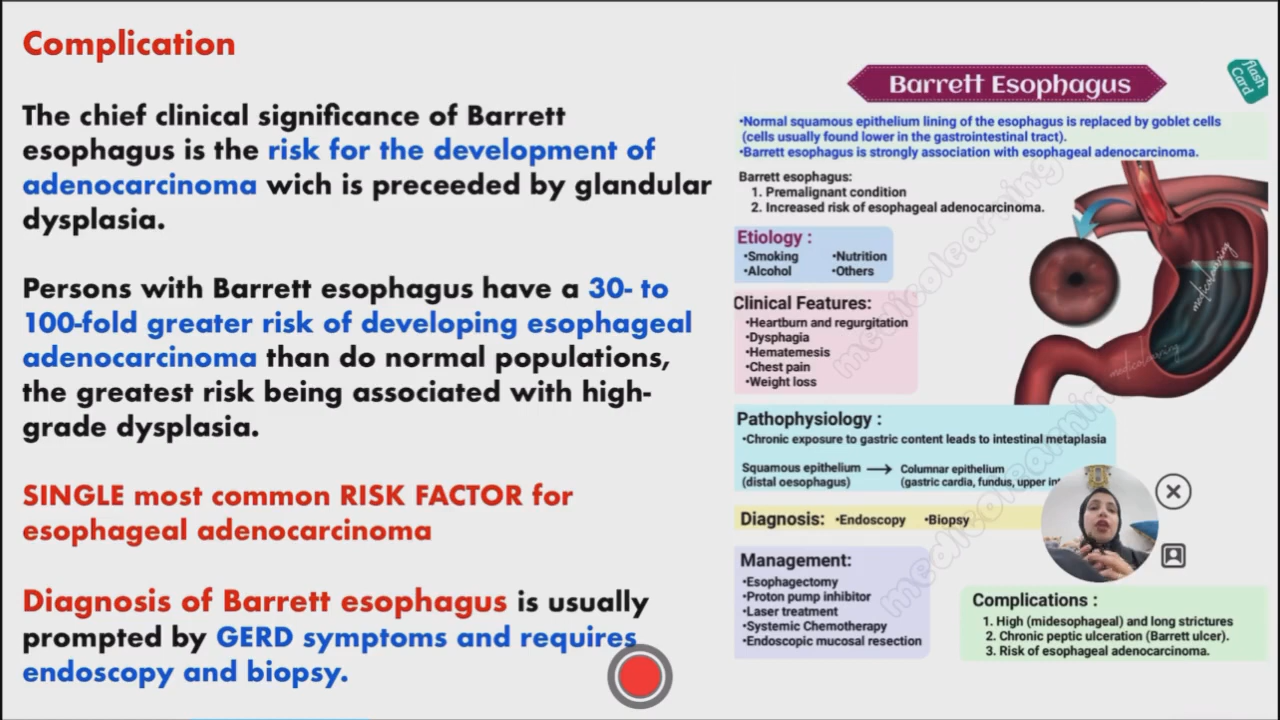 Complication
The chief clinical significance of Barrett
esophagus is the risk for the development of
adenocarcinoma wich is preceeded by glandular
dysplasia.
Persons with Barrett esophagus have a 30- to
100-fold greater risk of developing esophageal
adenocarcinoma than do normal populations,
the greatest risk being associated with high-
grade dysplasia.
SINGLE most common RISK FACTOR for
esophageal adenocarcinoma
Diagnosis of Barrett esophagus is usually
prompted by GERD symptoms and requires
endoscopy and biopsy.
Barrett Esophagus
flash
Card
•Normal squamous epithelium lining of the esophagus is replaced by goblet cells
(cells usually found lower in the gastrointestinal tract).
•Barrett esophagus is strongly association with esophageal adenocarcinoma.
Barrett esophagus:
1. Premalignant condition
2. Increased risk of esophageal adenocarcinoma.
Etiology :
•Smoking •Nutrition
•Alcohol •Others
Clinical Features:
•Heartburn and regurgitation
•Dysphagia
•Hematemesis
•Chest pain
•Weight loss
Pathophysiology :
•Chronic exposure to gastric content leads to intestinal metaplasia
Squamous epithelium → Columnar epithelium
(distal oesophagus) (gastric cardia, fundus, upper
Diagnosis: •Endoscopy •Biopsy
Management:
•Esophagectomy
•Proton pump inhibitor
•Laser treatment
•Systemic Chemotherapy
•Endoscopic mucosal resection
Complications :
1. High (midesophageal) and long strictures
2. Chronic peptic ulceration (Barrett ulcer).
3. Risk of esophageal adenocarcinoma.
medicolearning
medicolearning
medicolearning
medicolearning